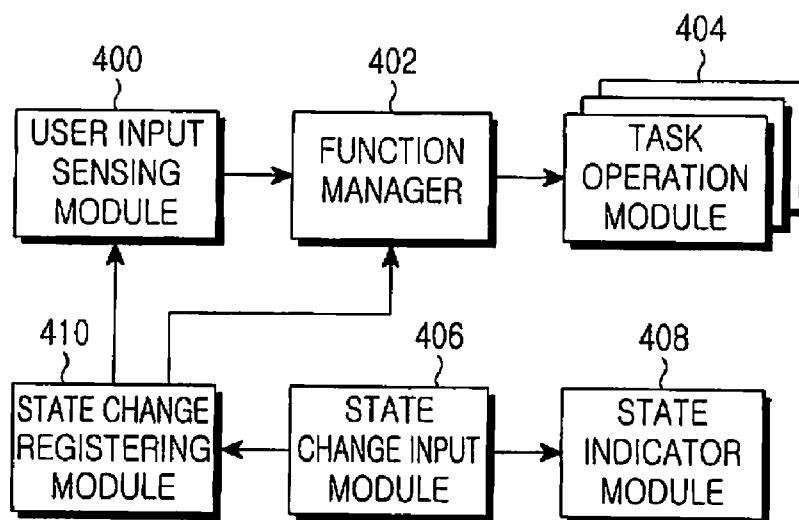 400
402
404
USER INPUT
SENSING
MODULE
FUNCTION
MANAGER
TASK
OPERATION
MODULE
410
406
408
STATE CHANGE
REGISTERING
MODULE
STATE
CHANGE INPUT
MODULE
STATE
INDICATOR
MODULE